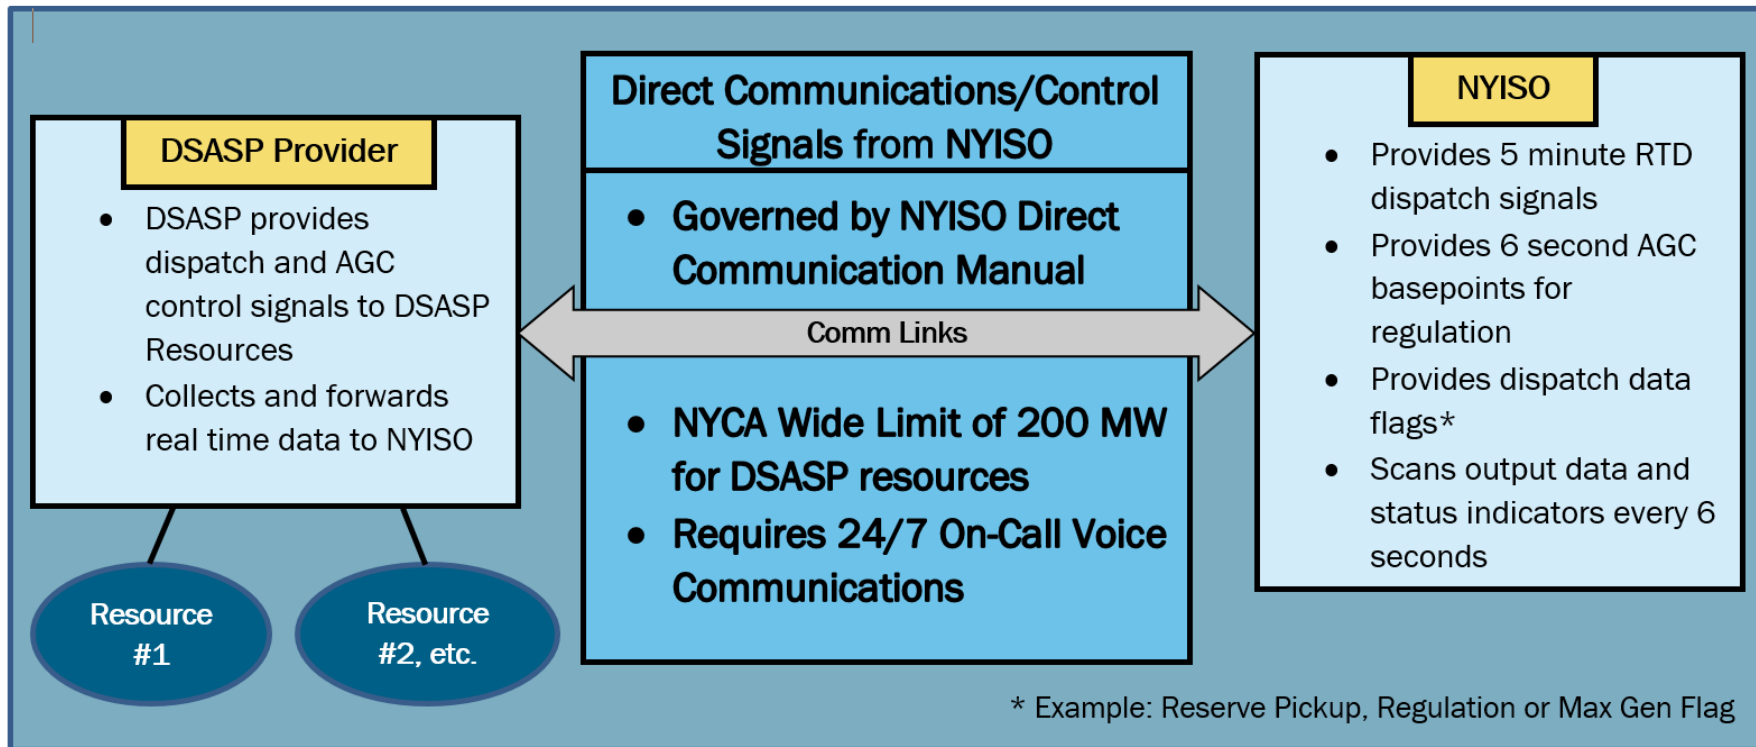 DSASP Provider
• DSASP provides
dispatch and AGC
control signals to DSASP
Resources
• Collects and forwards
real time data to NYISO
Resource
#1
Resource
#2, etc.
Direct Communications/Control
Signals from NYISO
• Governed by NYISO Direct
Communication Manual
Comm Links
• NYCA Wide Limit of 200 MW
for DSASP resources
• Requires 24/7 On-Call Voice
Communications
NYISO
• Provides 5 minute RTD
dispatch signals
• Provides 6 second AGC
basepoints for
regulation
• Provides dispatch data
flags*
• Scans output data and
status indicators every 6
seconds
* Example: Reserve Pickup, Regulation or Max Gen Flag